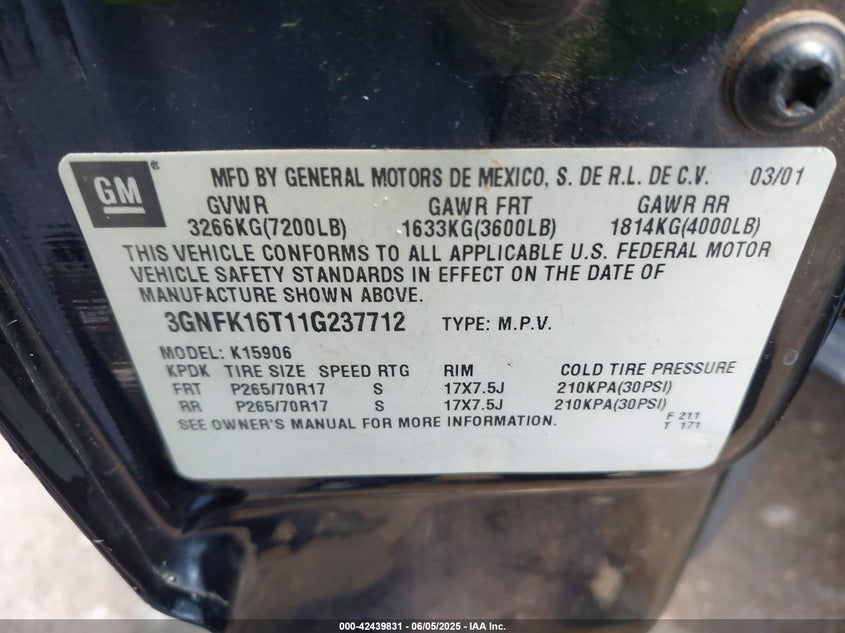 GM ® MFD BY GENERAL MOTORS DE MEXICO, S. DE R.L. DE C.V. 03/01
GVWR GAWR FRT GAWR RR
3266KG(7200LB) 1633KG(3600LB) 1814KG(4000LB)
THIS VEHICLE CONFORMS TO ALL APPLICABLE U.S. FEDERAL MOTOR
VEHICLE SAFETY STANDARDS IN EFFECT ON THE DATE OF
MANUFACTURE SHOWN ABOVE.
3GNFK16T11G237712 TYPE: M.P.V.
MODEL: K15906
KPDK TIRE SIZE SPEED RTG RIM COLD TIRE PRESSURE
FRT P265/70R17 S 17X7.5J 210KPA(30PSI)
RR P265/70R17 S 17X7.5J 210KPA(30PSI)
SEE OWNER'S MANUAL FOR MORE INFORMATION.
F 211
T 171
000-42439831 - 06/05/2025 - IAA Inc.